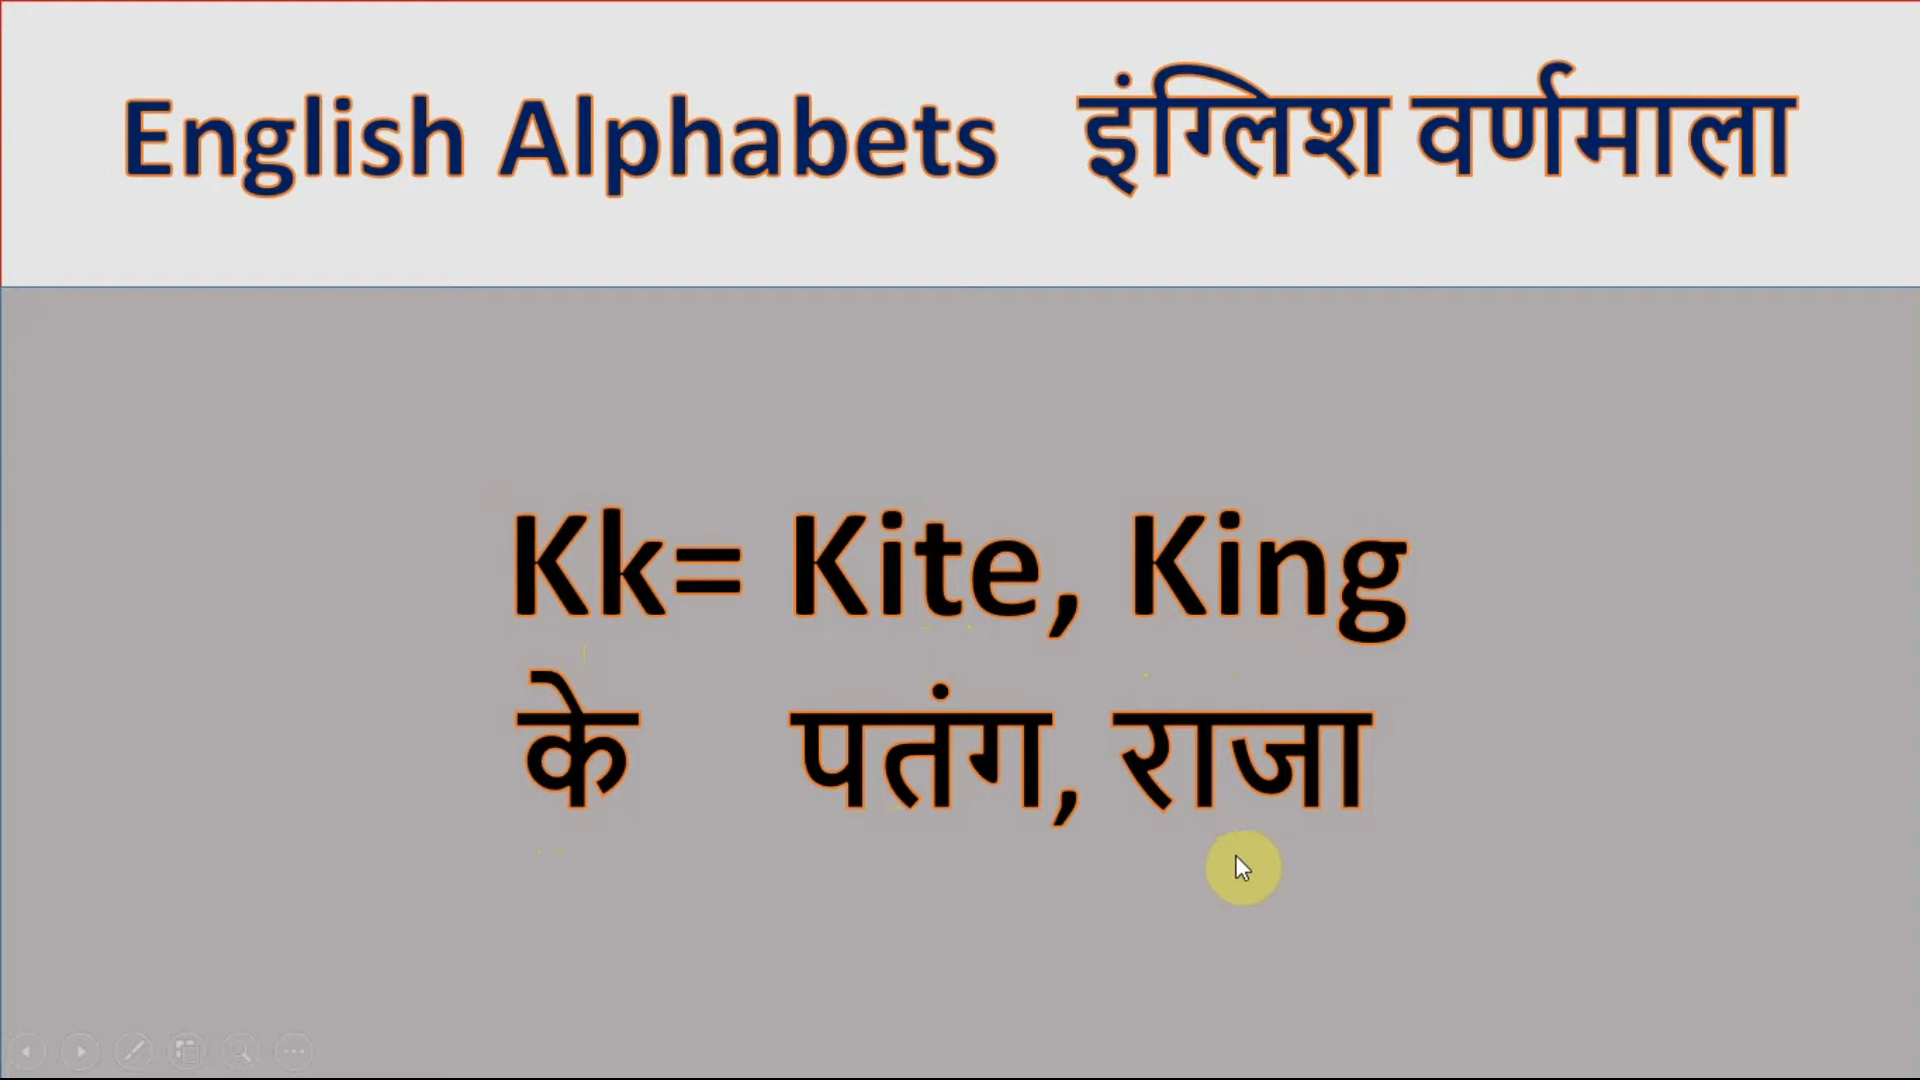 English Alphabets इंग्लिश वर्णमाला
Kk= Kite, King
के पतंग, राजा